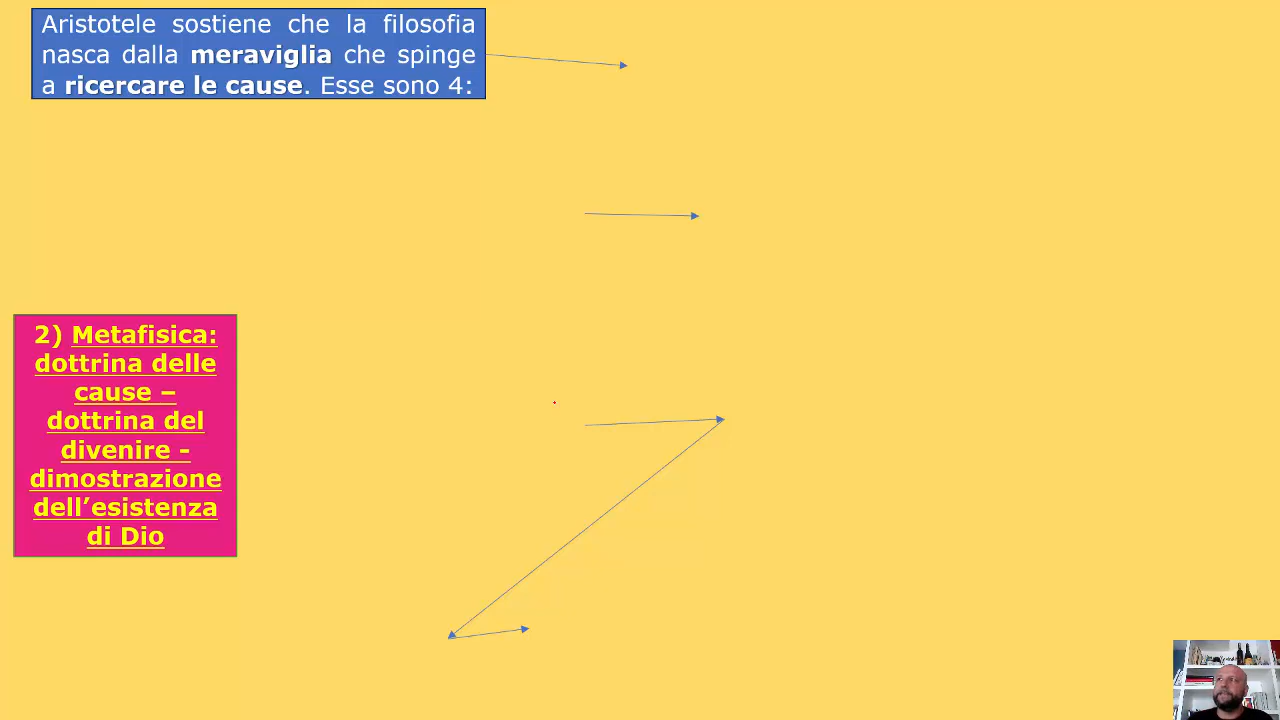 Aristotele sostiene che la filosofia
nasca dalla meraviglia che spinge
a ricercare le cause. Esse sono 4:
2) Metafisica:
dottrina delle
cause –
dottrina del
divenire -
dimostrazione
dell’esistenza
di Dio